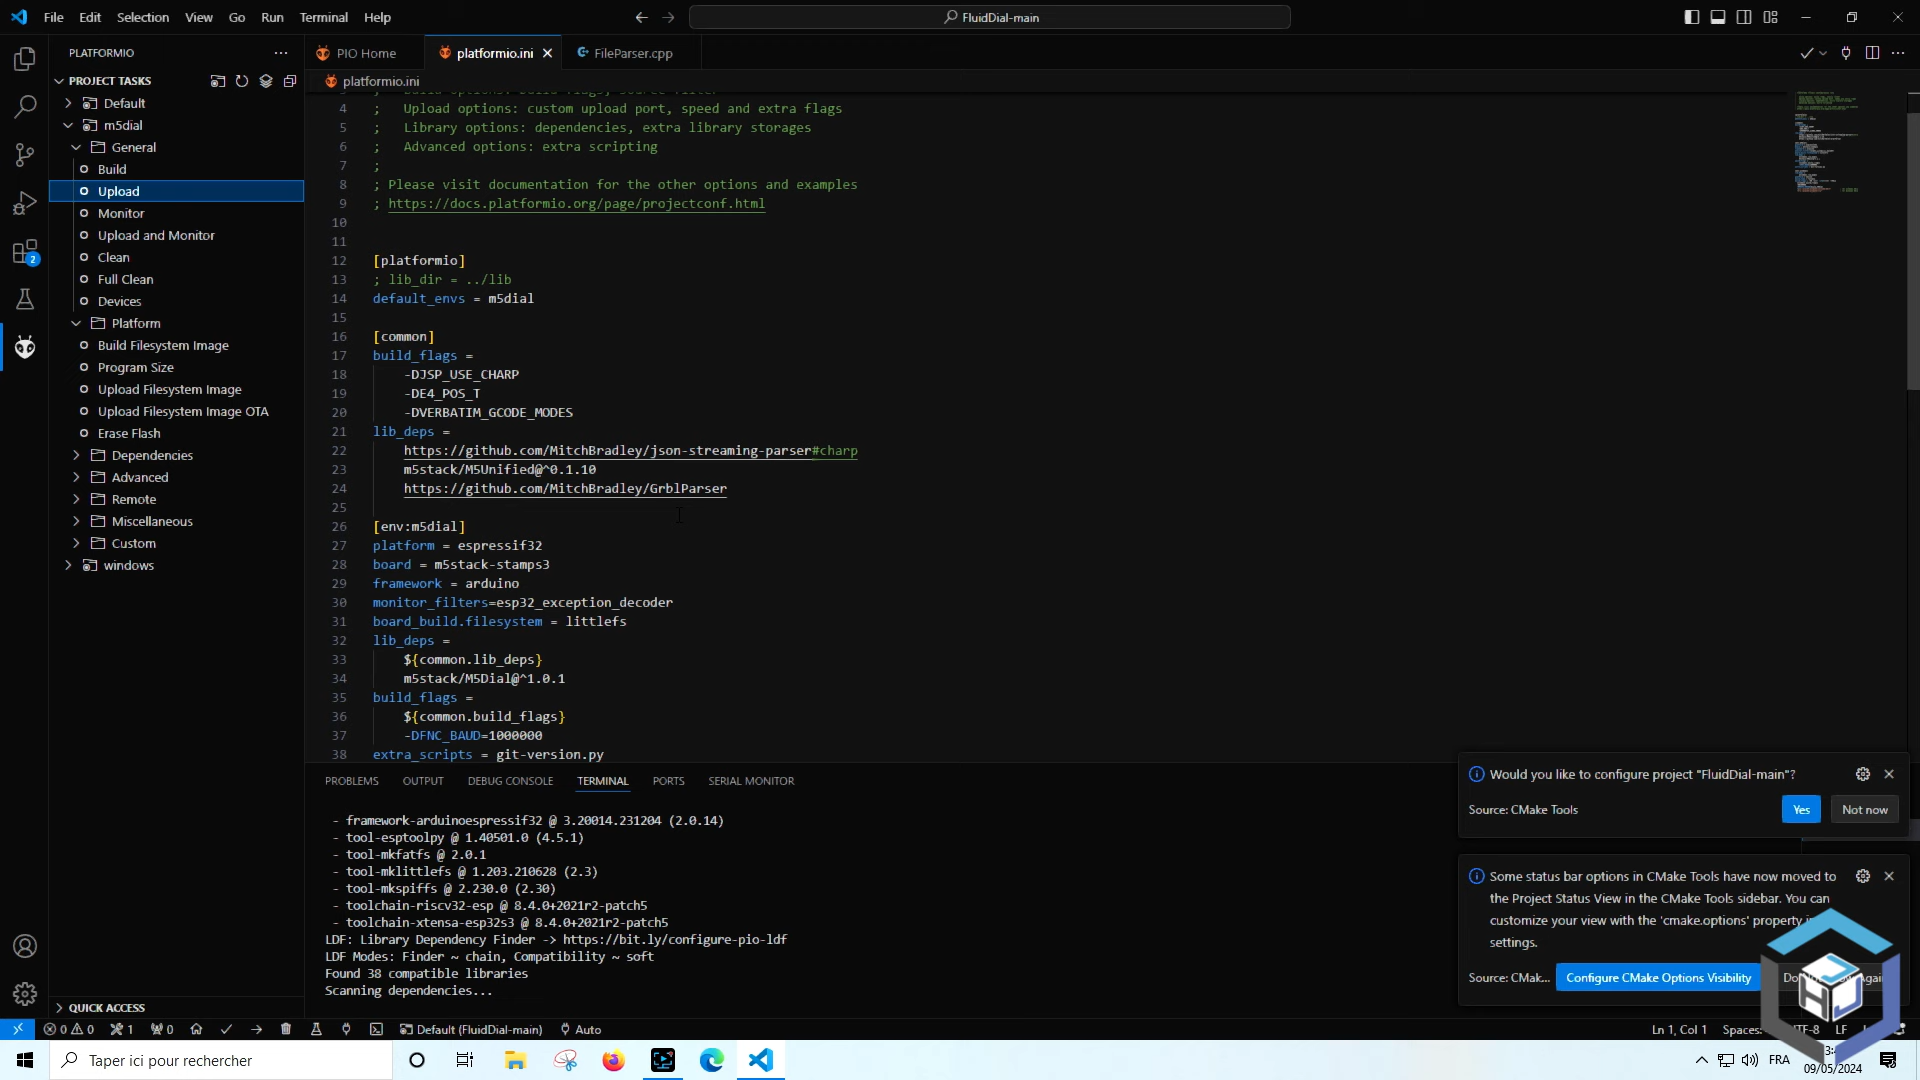 File Edit Selection View Go Run Terminal Help
FluidDial-main
PLATFORMIO
PIO Home
platformio.ini
FileParser.cpp
PROJECT TASKS
platformio.ini
Default
m5dial
General
Build
Upload
Monitor
Upload and Monitor
Clean
Full Clean
Devices
Platform
Build Filesystem Image
Program Size
Upload Filesystem Image
Upload Filesystem Image OTA
Erase Flash
Dependencies
Advanced
Remote
Miscellaneous
Custom
windows
QUICK ACCESS
4 ;   Upload options: custom upload port, speed and extra flags
5 ;   Library options: dependencies, extra library storages
6 ;   Advanced options: extra scripting
7 ;
8 ; Please visit documentation for the other options and examples
9 ; https://docs.platformio.org/page/projectconf.html
10
11
12 [platformio]
13 ; lib_dir = ../lib
14 default_envs = m5dial
15
16 [common]
17 build_flags =
18 -DJSP_USE_CHARP
19 -DE4_POS_T
20 -DVERBATIM_GCODE_MODES
21 lib_deps =
22 https://github.com/MitchBradley/json-streaming-parser#charp
23 m5stack/M5Unified@^0.1.10
24 https://github.com/MitchBradley/GrblParser
25
26 [env:m5dial]
27 platform = espressif32
28 board = m5stack-stamps3
29 framework = arduino
30 monitor_filters=esp32_exception_decoder
31 board_build.filesystem = littlefs
32 lib_deps =
33 ${common.lib_deps}
34 m5stack/M5Dial@^1.0.1
35 build_flags =
36 ${common.build_flags}
37 -DFNC_BAUD=1000000
38 extra_scripts = git-version.py
PROBLEMS OUTPUT DEBUG CONSOLE TERMINAL PORTS SERIAL MONITOR
- framework-arduinoespressif32 @ 3.20014.231204 (2.0.14)
- tool-esptoolpy @ 1.40501.0 (4.5.1)
- tool-mkfatfs @ 2.0.1
- tool-mklittlefs @ 1.203.210628 (2.3)
- tool-mkspiffs @ 2.230.0 (2.30)
- toolchain-riscv32-esp @ 8.4.0+2021r2-patch5
- toolchain-xtensa-esp32s3 @ 8.4.0+2021r2-patch5
LDF: Library Dependency Finder -> https://bit.ly/configure-pio-ldf
LDF Modes: Finder ~ chain, Compatibility ~ soft
Found 38 compatible libraries
Scanning dependencies...
Would you like to configure project "FluidDial-main"?
Source: CMake Tools
Yes
Not now
Some status bar options in CMake Tools have now moved to
the Project Status View in the CMake Tools sidebar. You can
customize your view with the 'cmake.options' property in
settings.
Source: CMak...
Configure CMake Options Visibility
2
0 0 1 0
Default (FluidDial-main)
Auto
Ln 1, Col 1
Spaces:
LF
Taper ici pour rechercher
FRA
09/05/2024